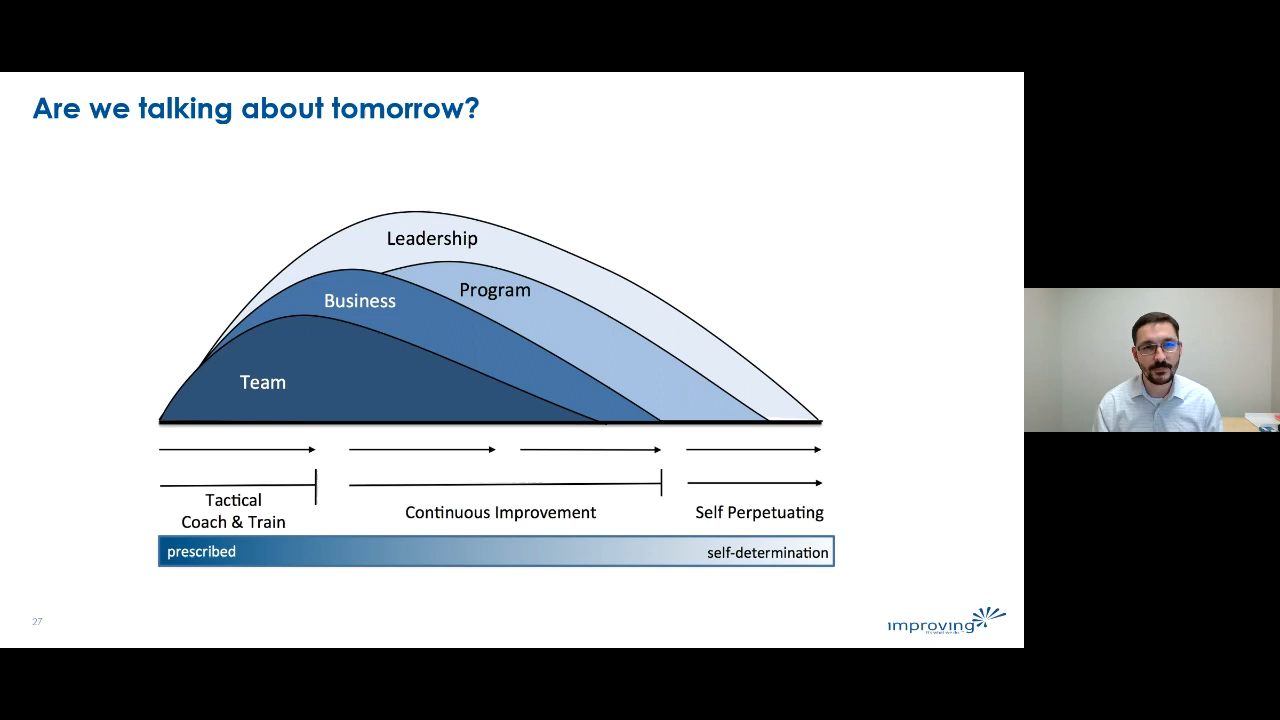 Are we talking about tomorrow?
Leadership
Program
Business
Team
Tactical
Coach & Train
Continuous Improvement
Self Perpetuating
prescribed
self-determination
27
improving